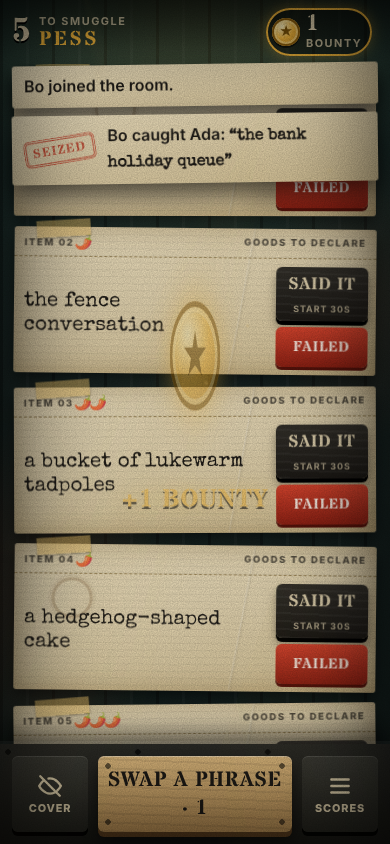 5 TO SMUGGLE
PESS
1
BOUNTY
Bo joined the room.
SEIZED
Bo caught Ada: “the bank
holiday queue”
FAILED
ITEM 02 🌶️
GOODS TO DECLARE
the fence
conversation
SAID IT
START 30S
FAILED
ITEM 03 🌶️🌶️
GOODS TO DECLARE
a bucket of lukewarm
tadpoles
SAID IT
START 30S
FAILED
+1 BOUNTY
ITEM 04 🌶️
GOODS TO DECLARE
a hedgehog-shaped
cake
SAID IT
START 30S
FAILED
ITEM 05 🌶️🌶️🌶️
GOODS TO DECLARE
COVER
SWAP A PHRASE
· 1
SCORES